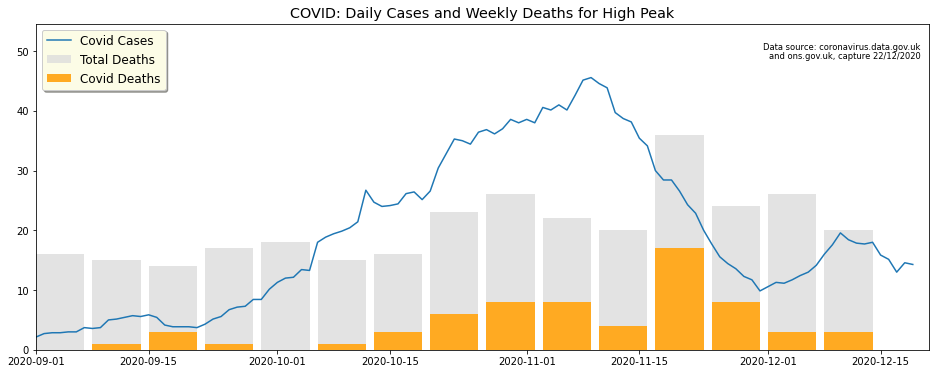 COVID: Daily Cases and Weekly Deaths for High Peak
Covid Cases
Total Deaths
Covid Deaths
Data source: coronavirus.data.gov.uk
and ons.gov.uk, capture 22/12/2020
50
40
30
20
10
0
2020-09-01 2020-09-15 2020-10-01 2020-10-15 2020-11-01 2020-11-15 2020-12-01 2020-12-15